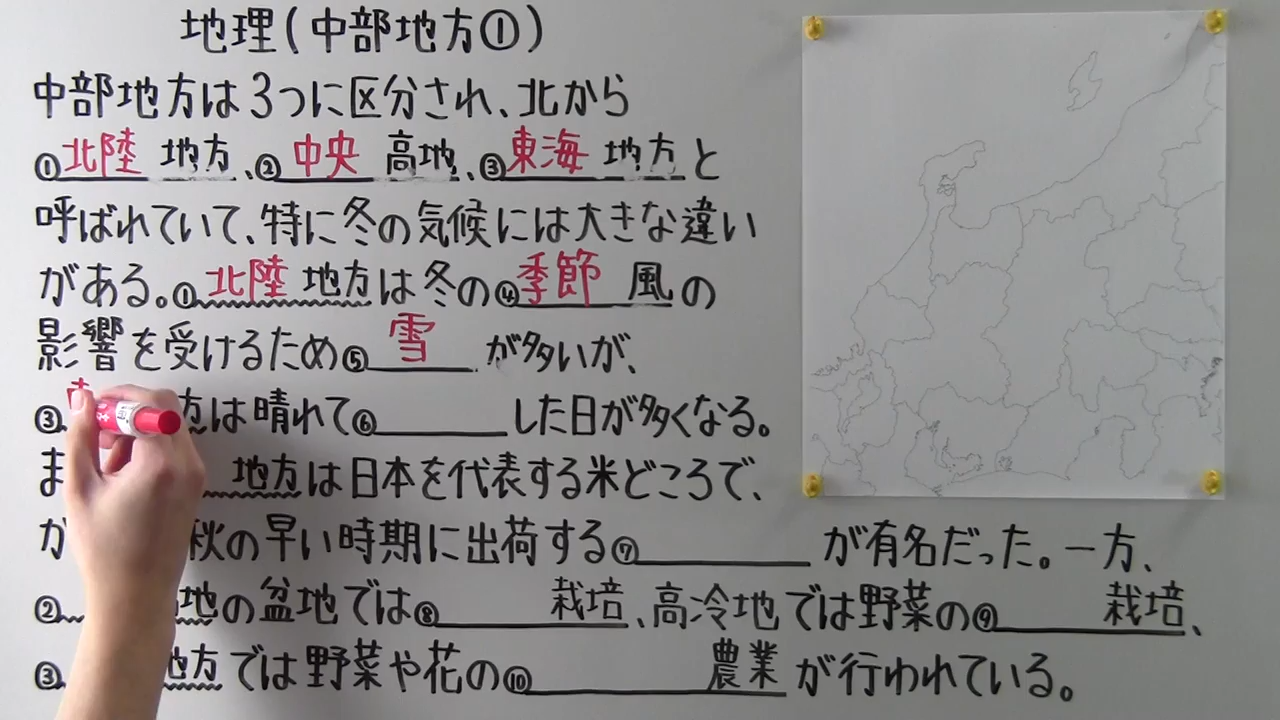 地理(中部地方①)
中部地方は3つに区分され、北から
①北陸 地方、②中央 高地、③東海 地方と
呼ばれていて、特に冬の気候には大きな違い
がある。①北陸 地方は冬の④季節 風の
影響を受けるため⑤雪 が多いが、
③ 方は晴れて⑥ した日が多くなる。
ま 地方は日本を代表する米どころで、
か 秋の早い時期に出荷する⑦ が有名だった。一方、
② 地の盆地では⑧ 栽培、高冷地では野菜の⑨ 栽培、
③ 地方では野菜や花の⑩ 農業が行われている。